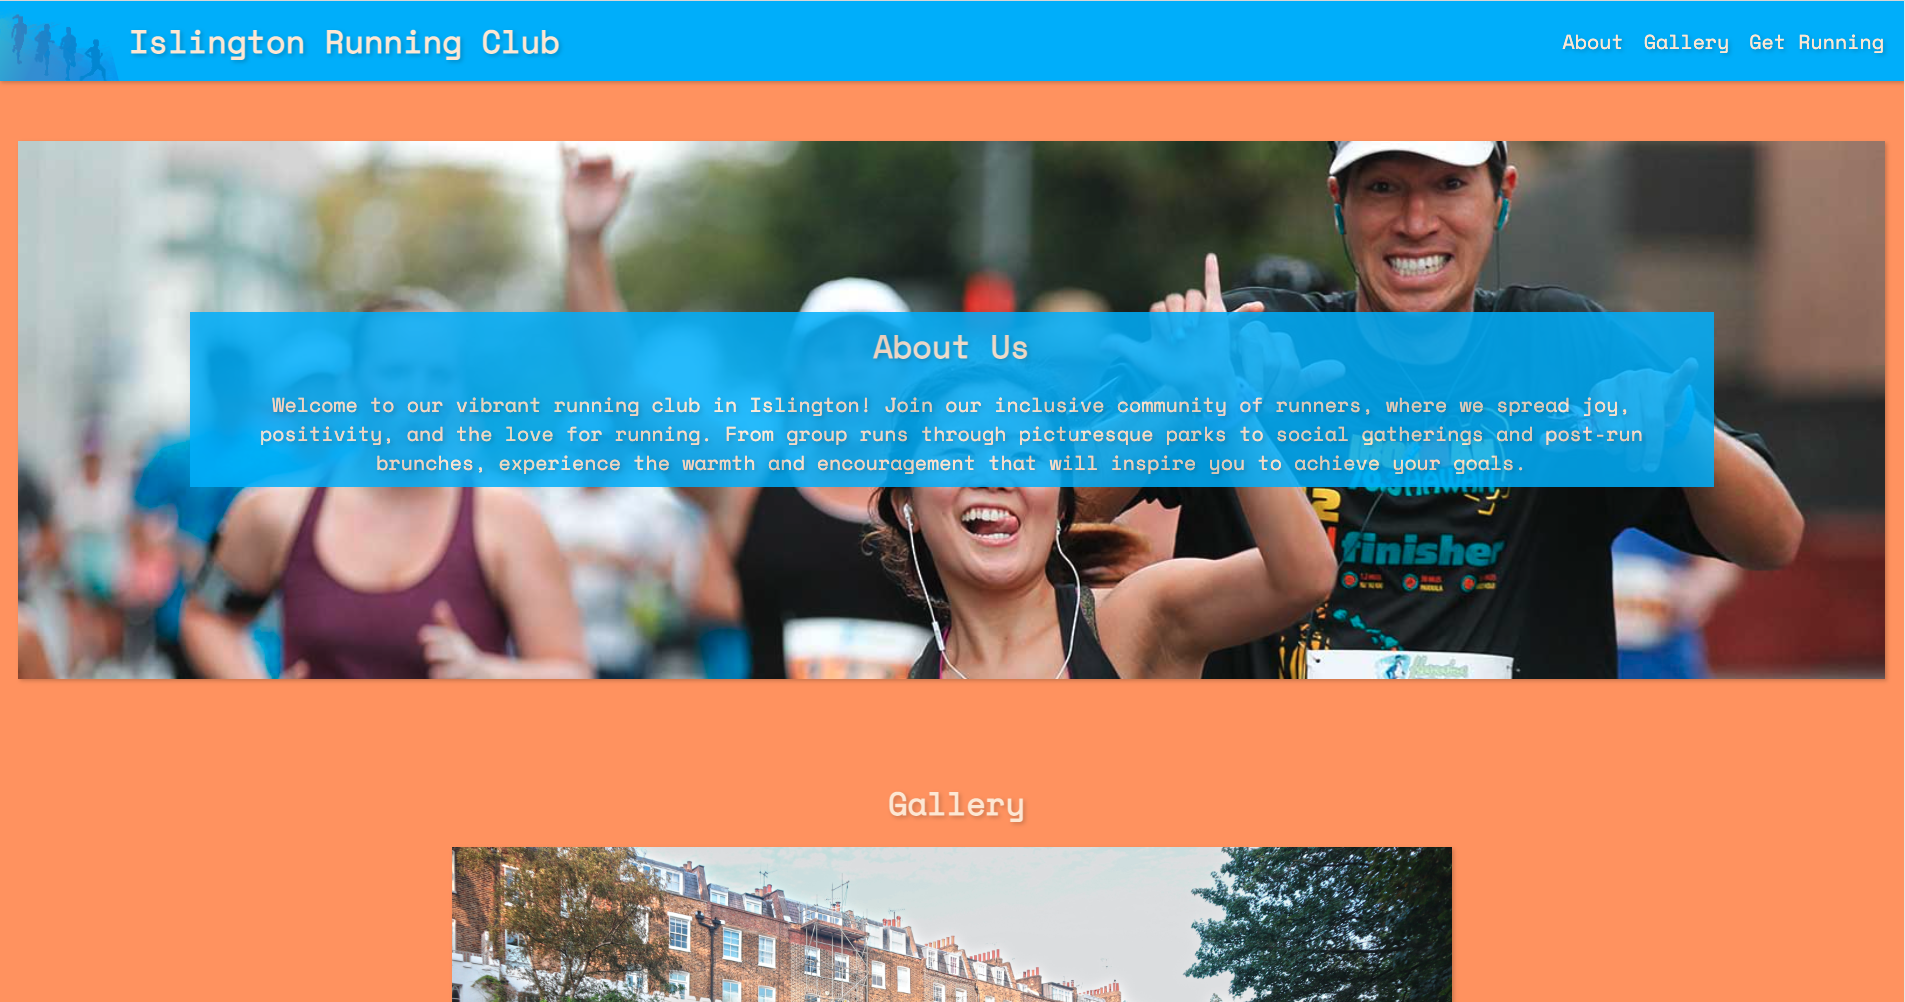 Islington Running Club
About Gallery Get Running
About Us
Welcome to our vibrant running club in Islington! Join our inclusive community of runners, where we spread joy,
positivity, and the love for running. From group runs through picturesque parks to social gatherings and post-run
brunches, experience the warmth and encouragement that will inspire you to achieve your goals.
finisher
Gallery